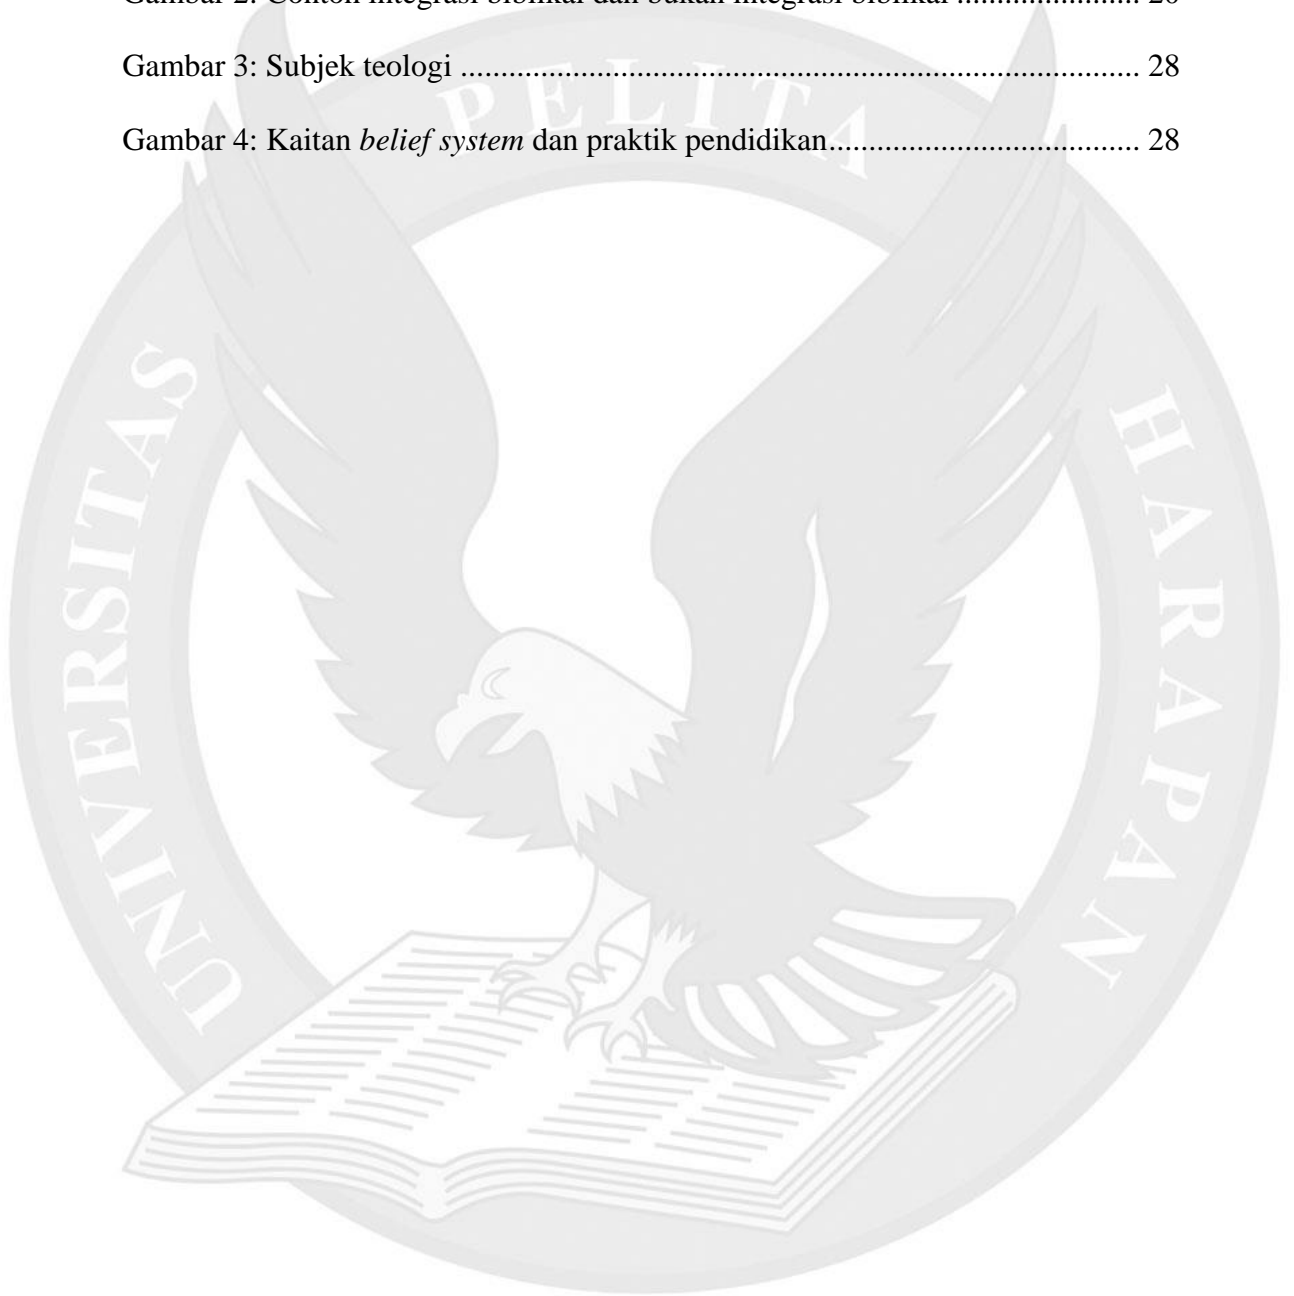 Gambar 3: Subjek teologi ....................................................................... 28
Gambar 4: Kaitan belief system dan praktik pendidikan................................. 28
UNIVERSITAS PELITA HARAPAN